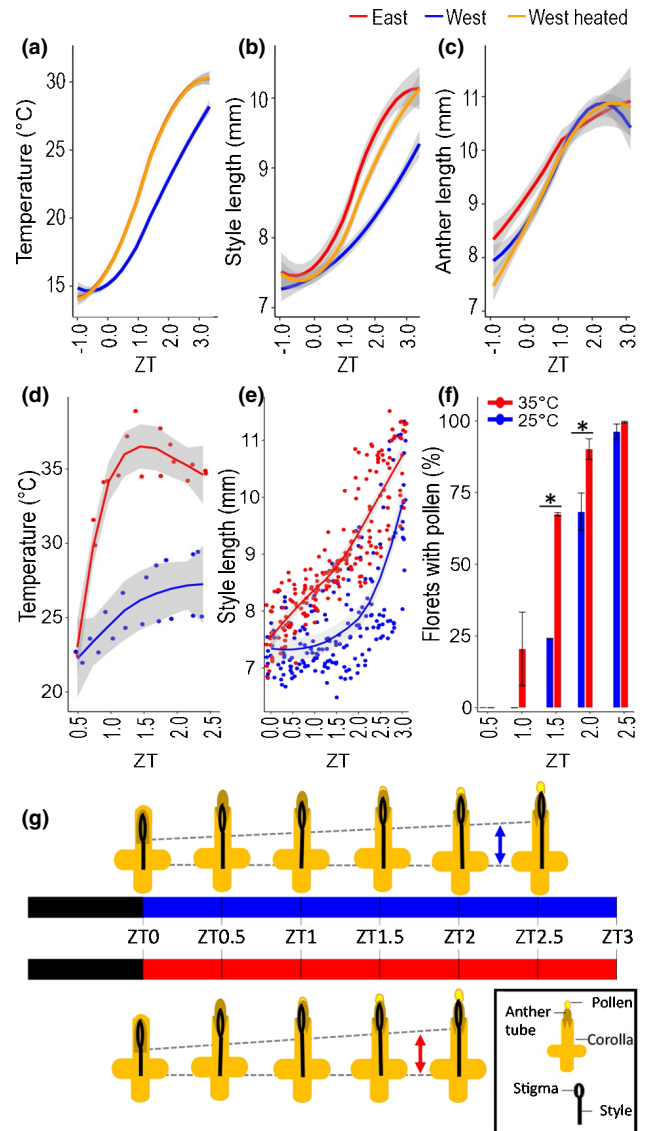 East West West heated
(a) (b) (c)
Temperature (°C)
30
25
20
15
-1.0 0.0 1.0 2.0 3.0
ZT
Style length (mm)
10
9
8
7
-1.0 0.0 1.0 2.0 3.0
ZT
Anther length (mm)
11
10
9
8
7
-1.0 0.0 1.0 2.0 3.0
ZT
(d) (e) (f)
Temperature (°C)
35
30
25
20
0.5 1.0 1.5 2.0 2.5
ZT
Style length (mm)
11
10
9
8
7
0.0 0.5 1.0 1.5 2.0 2.5 3.0
ZT
35°C
25°C
Florets with pollen (%)
100
75
50
25
0
* *
0.5 1.0 1.5 2.0 2.5
ZT
(g)
ZT0 ZT0.5 ZT1 ZT1.5 ZT2 ZT2.5 ZT3
Pollen
Anther tube
Corolla
Stigma
Style